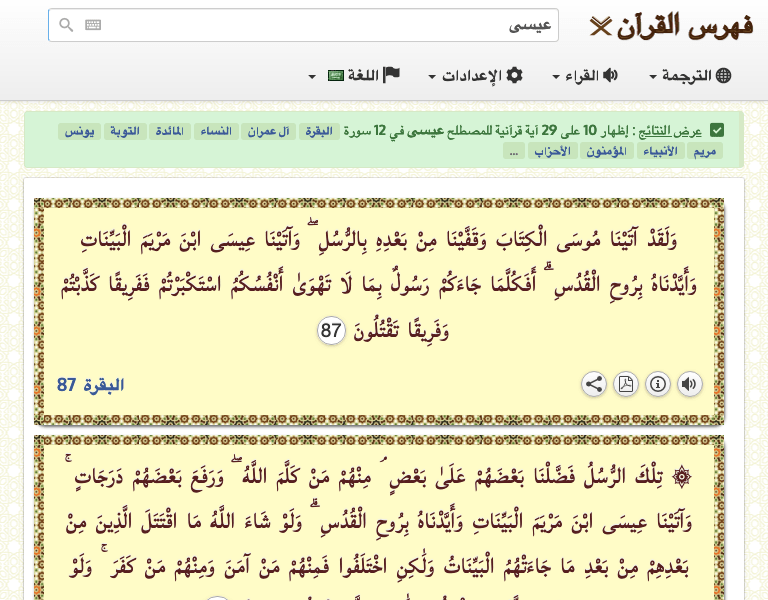 فهرس القرآن
عيسى
الترجمة القراء الإعدادات اللغة
عرض النتائج : إظهار 10 على 29 آية قرآنية للمصطلح عيسى في 12 سورة البقرة آل عمران النساء المائدة التوبة يونس
مريم الأنبياء المؤمنون الأحزاب ...
وَلَقَدْ آتَيْنَا مُوسَى الْكِتَابَ وَقَفَّيْنَا مِنْ بَعْدِهِ بِالرُّسُلِ ۖ وَآتَيْنَا عِيسَى ابْنَ مَرْيَمَ الْبَيِّنَاتِ
وَأَيَّدْنَاهُ بِرُوحِ الْقُدُسِ ۗ أَفَكُلَّمَا جَاءَكُمْ رَسُولٌ بِمَا لَا تَهْوَىٰ أَنْفُسُكُمُ اسْتَكْبَرْتُمْ فَفَرِيقًا كَذَّبْتُمْ
وَفَرِيقًا تَقْتُلُونَ 87
البقرة 87
۞ تِلْكَ الرُّسُلُ فَضَّلْنَا بَعْضَهُمْ عَلَىٰ بَعْضٍ ۘ مِنْهُمْ مَنْ كَلَّمَ اللَّهُ ۖ وَرَفَعَ بَعْضَهُمْ دَرَجَاتٍ ۚ
وَآتَيْنَا عِيسَى ابْنَ مَرْيَمَ الْبَيِّنَاتِ وَأَيَّدْنَاهُ بِرُوحِ الْقُدُسِ ۗ وَلَوْ شَاءَ اللَّهُ مَا اقْتَتَلَ الَّذِينَ مِنْ
بَعْدِهِمْ مِنْ بَعْدِ مَا جَاءَتْهُمُ الْبَيِّنَاتُ وَلَٰكِنِ اخْتَلَفُوا فَمِنْهُمْ مَنْ آمَنَ وَمِنْهُمْ مَنْ كَفَرَ ۚ وَلَوْ